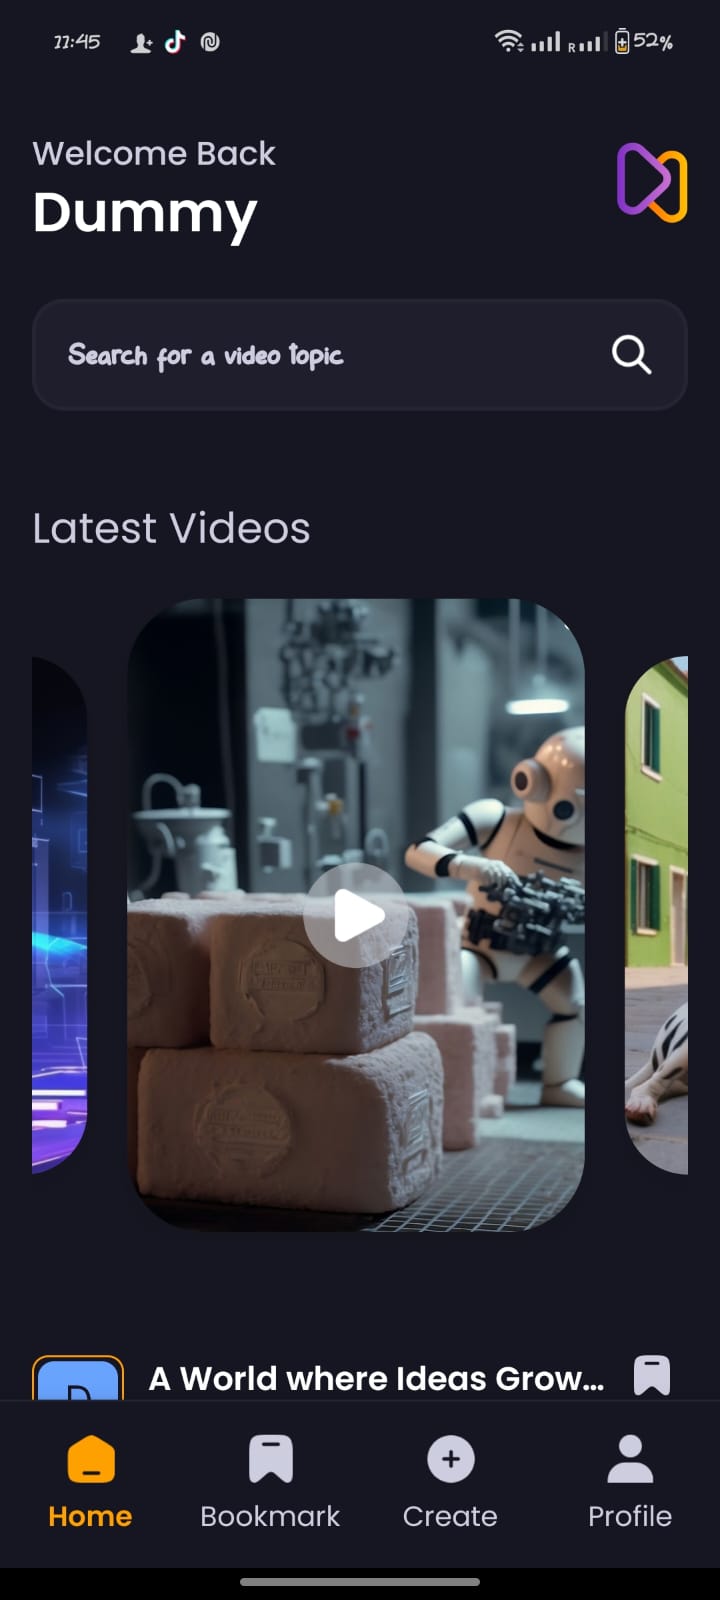 11:45
R
52%
Welcome Back
Dummy
Search for a video topic
Latest Videos
D
A World where Ideas Grow...
Home
Bookmark
Create
Profile